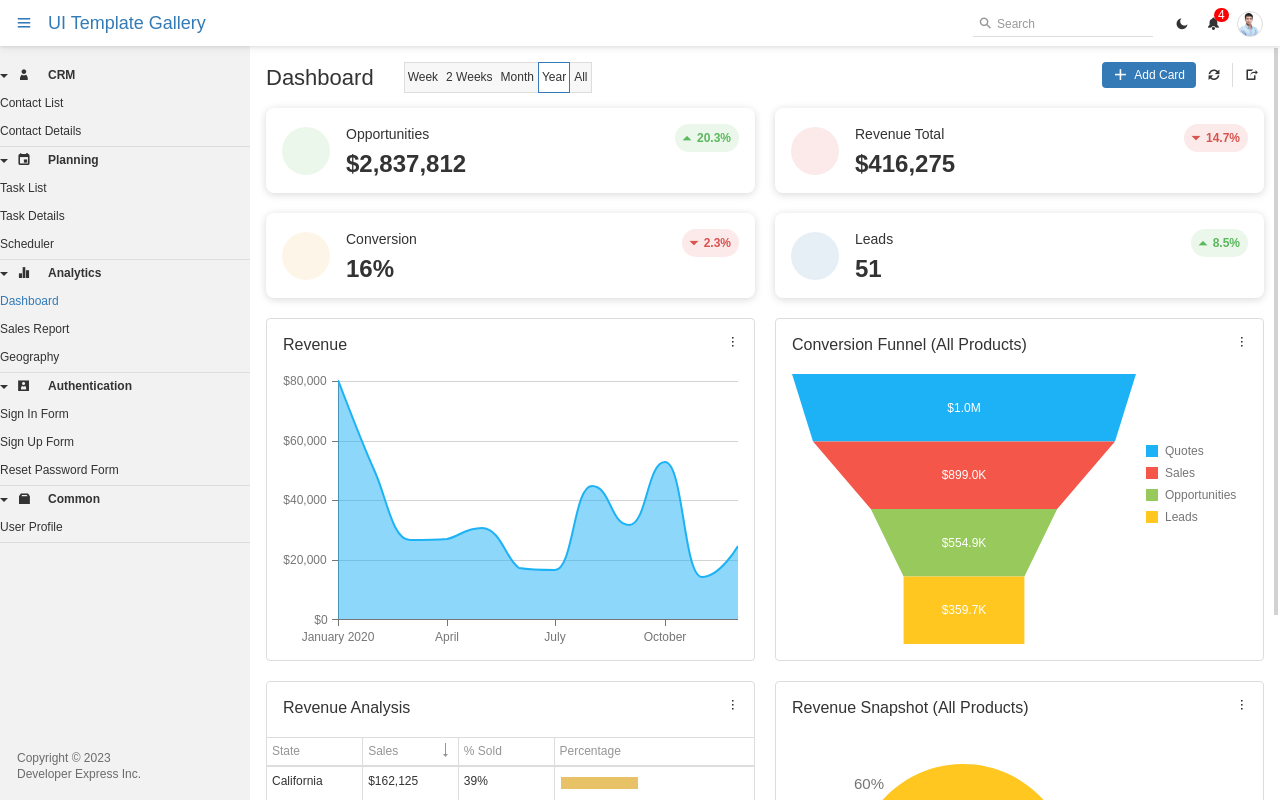 UI Template Gallery
Search
4
CRM
Contact List
Contact Details
Planning
Task List
Task Details
Scheduler
Analytics
Dashboard
Sales Report
Geography
Authentication
Sign In Form
Sign Up Form
Reset Password Form
Common
User Profile
Copyright © 2023
Developer Express Inc.
Dashboard
Week 2 Weeks Month Year All
Add Card
Opportunities
20.3%
$2,837,812
Revenue Total
14.7%
$416,275
Conversion
2.3%
16%
Leads
8.5%
51
Revenue
$80,000
$60,000
$40,000
$20,000
$0
January 2020 April July October
Conversion Funnel (All Products)
$1.0M
$899.0K
$554.9K
$359.7K
Quotes
Sales
Opportunities
Leads
Revenue Analysis
State Sales % Sold Percentage
California $162,125 39%
Revenue Snapshot (All Products)
60%